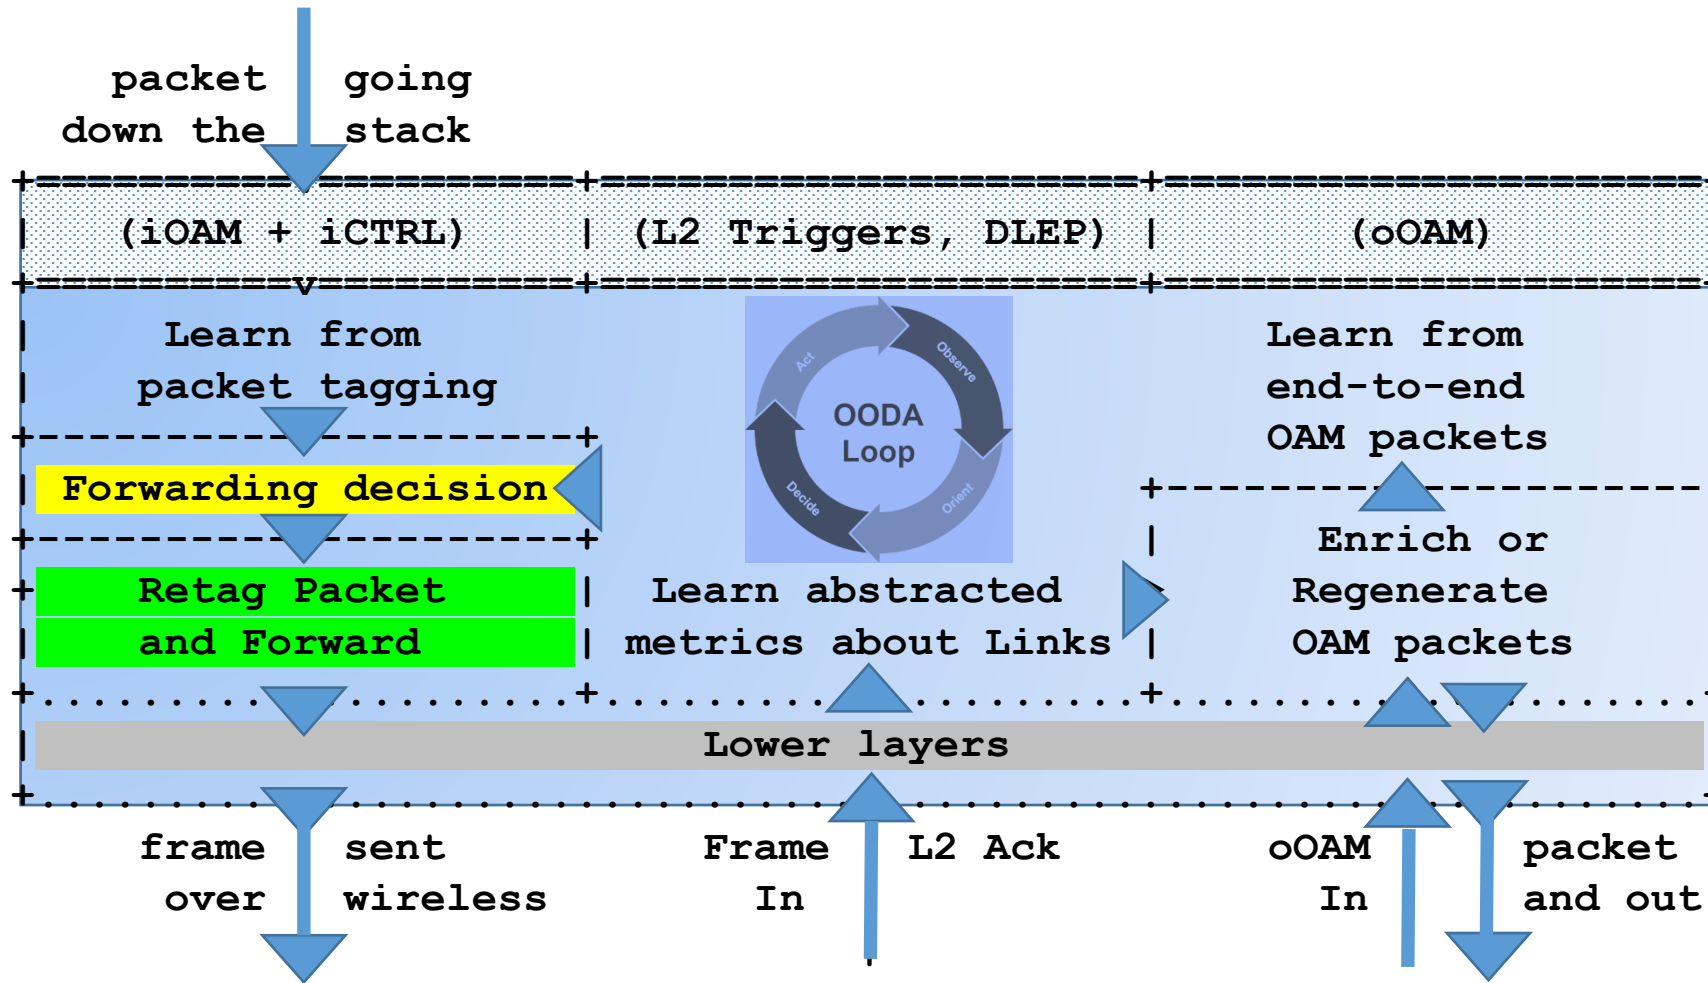 packet going
down the stack
(iOAM + iCTRL) | (L2 Triggers, DLEP) | (oOAM)
v
Learn from
packet tagging
Forwarding decision
Retag Packet
and Forward
Act
Observe
OODA
Loop
Decide
Orient
Learn abstracted
metrics about Links
Learn from
end-to-end
OAM packets
Enrich or
Regenerate
OAM packets
Lower layers
frame sent
over wireless
Frame L2 Ack
In
oOAM packet
In and out